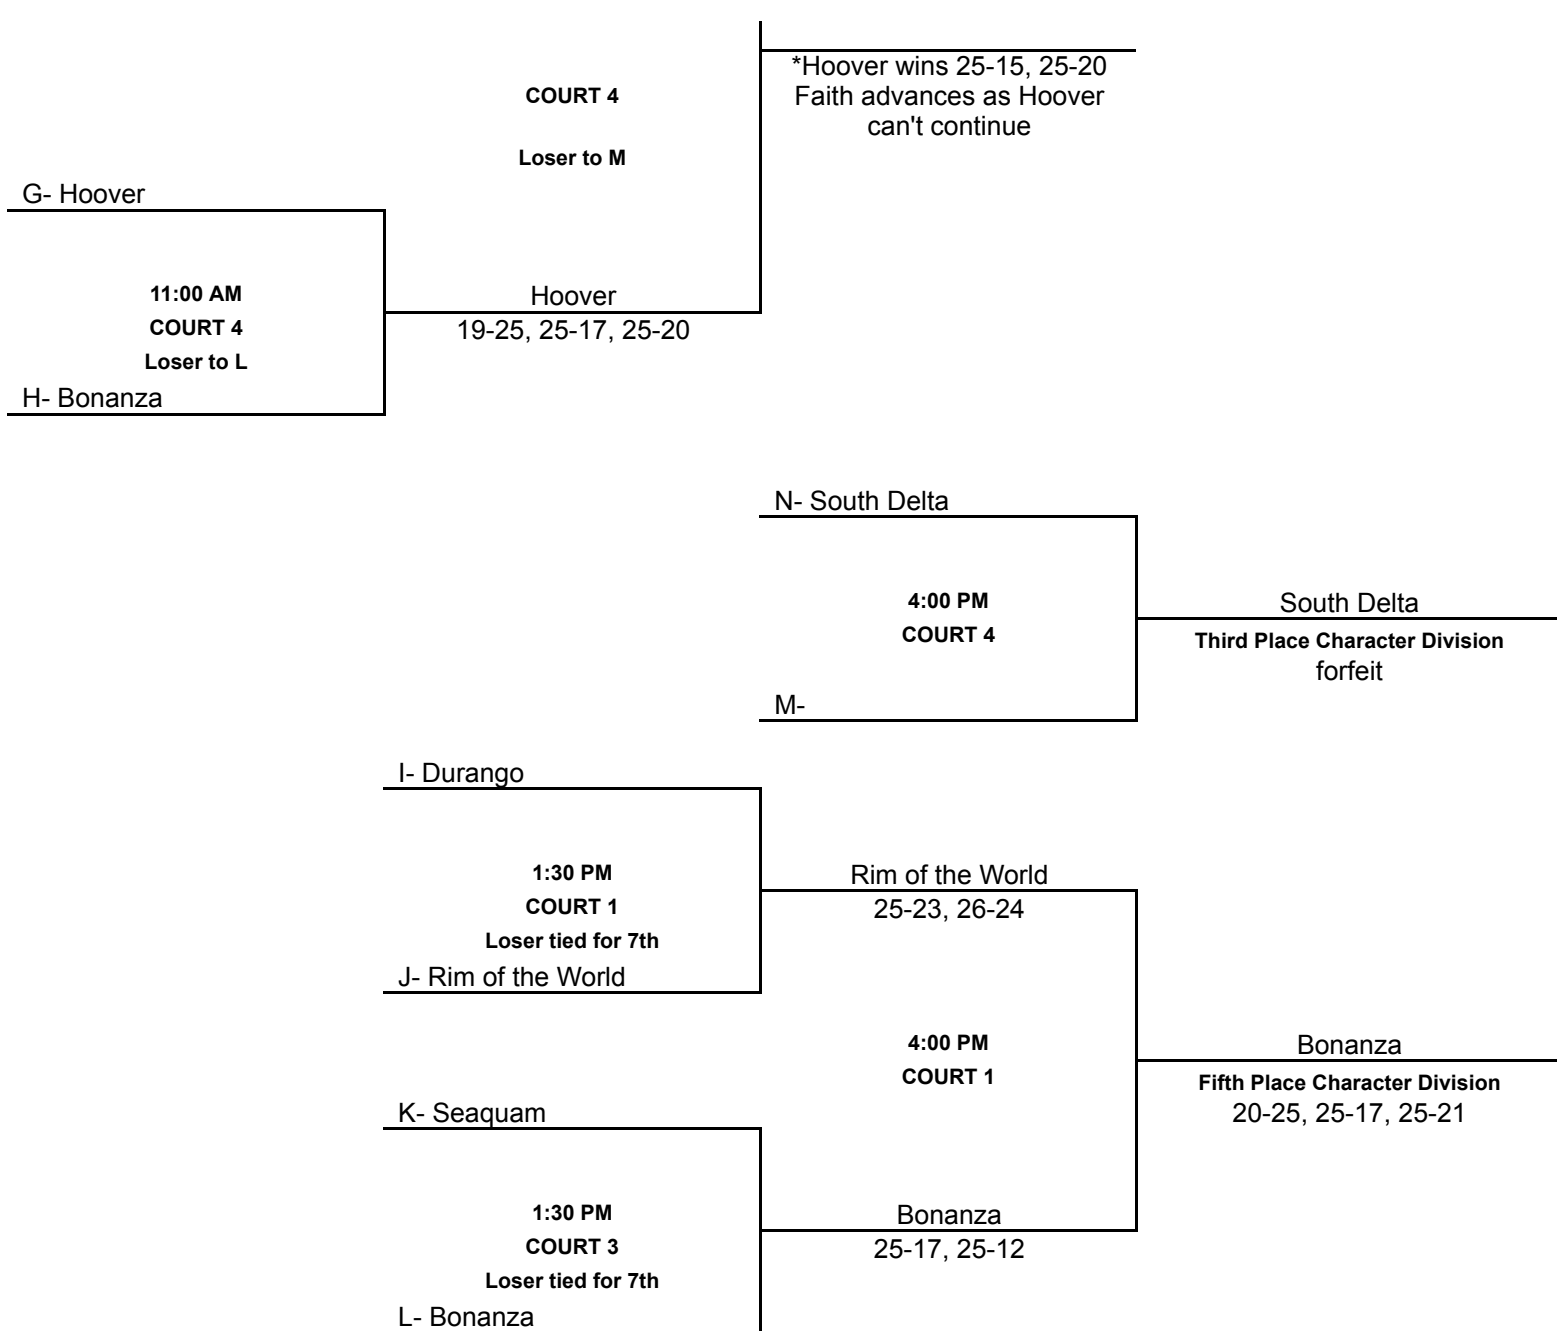 *Hoover wins 25-15, 25-20
Faith advances as Hoover
can't continue
COURT 4
Loser to M
G- Hoover
11:00 AM
COURT 4
Loser to L
Hoover
19-25, 25-17, 25-20
H- Bonanza
N- South Delta
4:00 PM
COURT 4
South Delta
Third Place Character Division
forfeit
M-
I- Durango
1:30 PM
COURT 1
Loser tied for 7th
Rim of the World
25-23, 26-24
J- Rim of the World
4:00 PM
COURT 1
Bonanza
Fifth Place Character Division
20-25, 25-17, 25-21
K- Seaquam
1:30 PM
COURT 3
Loser tied for 7th
Bonanza
25-17, 25-12
L- Bonanza